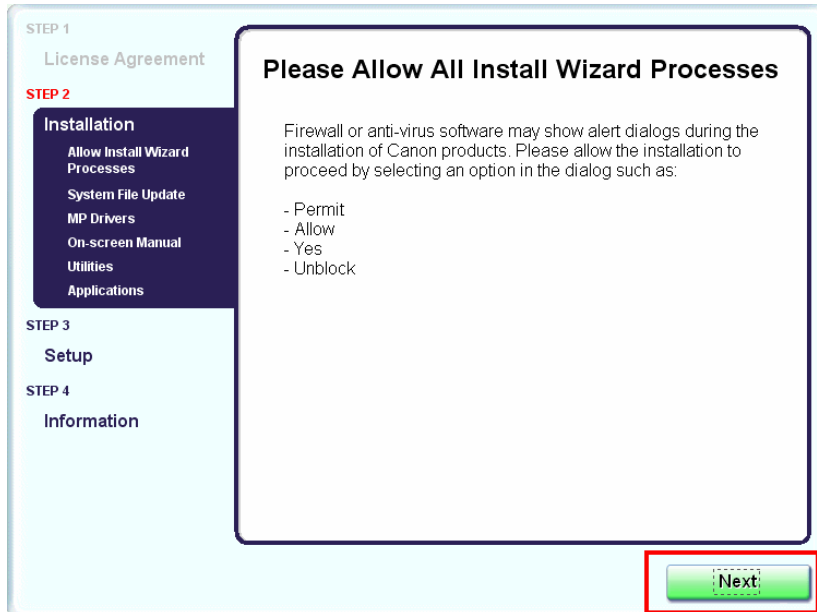 STEP 1
License Agreement
STEP 2
Installation
Allow Install Wizard
Processes
System File Update
MP Drivers
On-screen Manual
Utilities
Applications
STEP 3
Setup
STEP 4
Information
Please Allow All Install Wizard Processes
Firewall or anti-virus software may show alert dialogs during the
installation of Canon products. Please allow the installation to
proceed by selecting an option in the dialog such as:
- Permit
- Allow
- Yes
- Unblock
Next